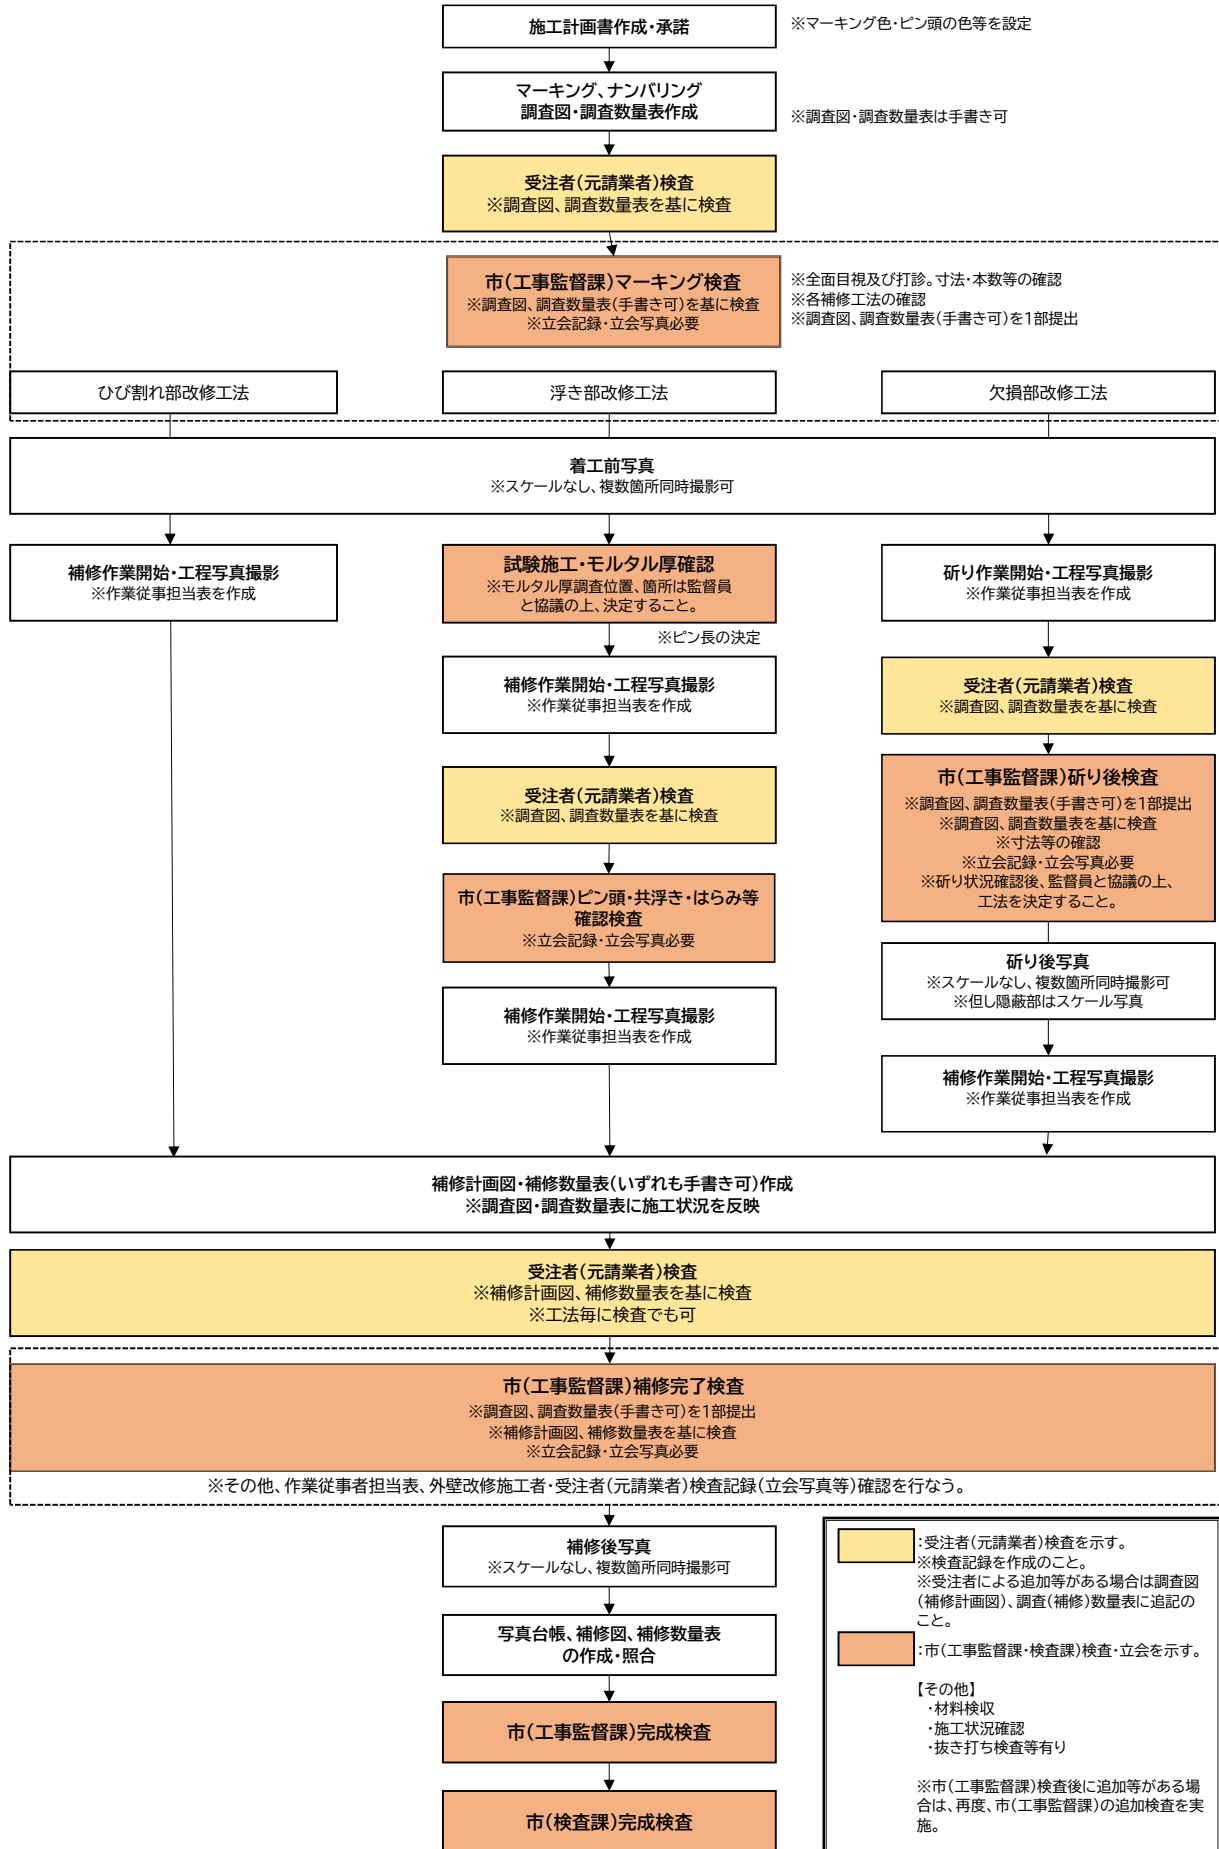 施工計画書作成・承諾
※マーキング色・ピン頭の色等を設定
マーキング、ナンバリング
調査図・調査数量表作成
※調査図・調査数量表は手書き可
受注者(元請業者)検査
※調査図、調査数量表を基に検査
市(工事監督課)マーキング検査
※調査図、調査数量表(手書き可)を基に検査
※立会記録・立会写真必要
※全面目視及び打診。寸法・本数等の確認
※各補修工法の確認
※調査図、調査数量表(手書き可)を1部提出
ひび割れ部改修工法
浮き部改修工法
欠損部改修工法
着工前写真
※スケールなし、複数箇所同時撮影可
補修作業開始・工程写真撮影
※作業従事担当表を作成
試験施工・モルタル厚確認
※モルタル厚調査位置、箇所は監督員
と協議の上、決定すること。
※ピン長の決定
補修作業開始・工程写真撮影
※作業従事担当表を作成
受注者(元請業者)検査
※調査図、調査数量表を基に検査
市(工事監督課)ピン頭・共浮き・はらみ等
確認検査
※立会記録・立会写真必要
補修作業開始・工程写真撮影
※作業従事担当表を作成
斫り作業開始・工程写真撮影
※作業従事担当表を作成
受注者(元請業者)検査
※調査図、調査数量表を基に検査
市(工事監督課)斫り後検査
※調査図、調査数量表(手書き可)を1部提出
※調査図、調査数量表を基に検査
※寸法等の確認
※立会記録・立会写真必要
※斫り状況確認後、監督員と協議の上、
工法を決定すること。
斫り後写真
※スケールなし、複数箇所同時撮影可
※但し隠蔽部はスケール写真
補修作業開始・工程写真撮影
※作業従事担当表を作成
補修計画図・補修数量表(いずれも手書き可)作成
※調査図・調査数量表に施工状況を反映
受注者(元請業者)検査
※補修計画図、補修数量表を基に検査
※工法毎に検査でも可
市(工事監督課)補修完了検査
※調査図、調査数量表(手書き可)を1部提出
※補修計画図、補修数量表を基に検査
※立会記録・立会写真必要
※その他、作業従事者担当表、外壁改修施工者・受注者(元請業者)検査記録(立会写真等)確認を行なう。
補修後写真
※スケールなし、複数箇所同時撮影可
写真台帳、補修図、補修数量表
の作成・照合
市(工事監督課)完成検査
市(検査課)完成検査
:受注者(元請業者)検査を示す。
※検査記録を作成のこと。
※受注者による追加等がある場合は調査図
(補修計画図)、調査(補修)数量表に追記の
こと。
:市(工事監督課・検査課)検査・立会を示す。
【その他】
・材料検収
・施工状況確認
・抜き打ち検査等有り
※市(工事監督課)検査後に追加等がある場
合は、再度、市(工事監督課)の追加検査を実
施。